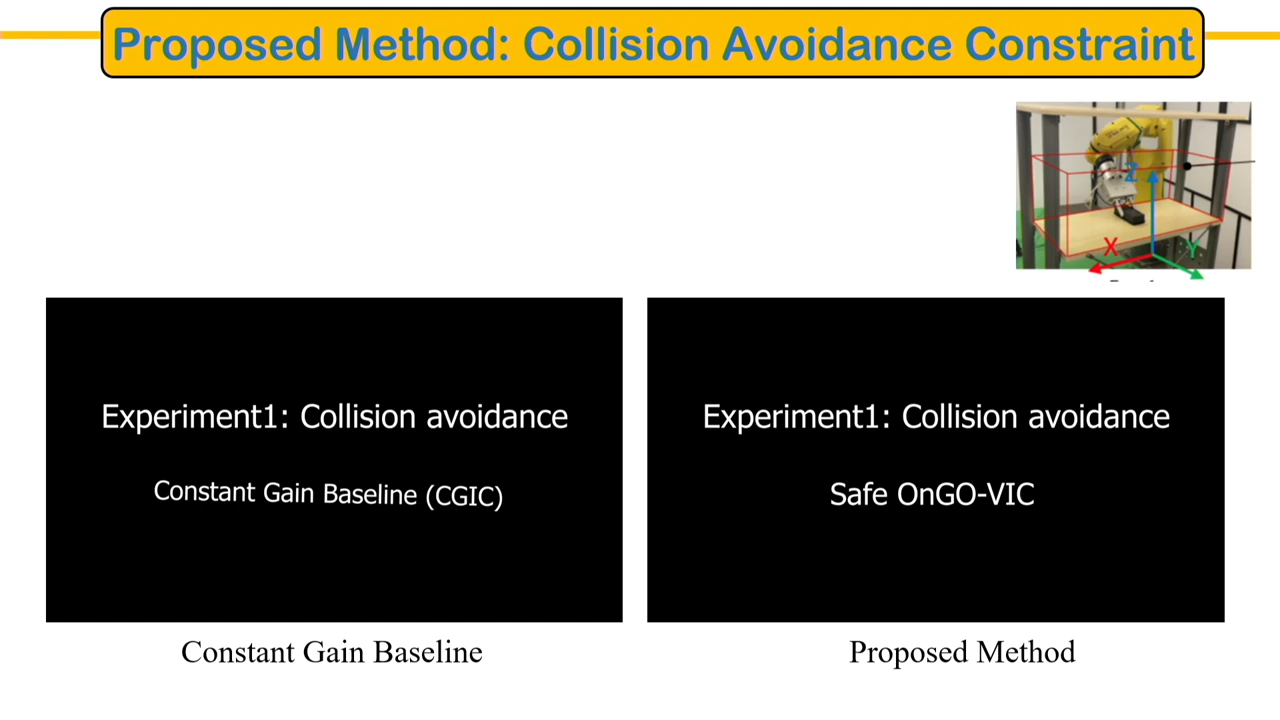 Proposed Method: Collision Avoidance Constraint
Z
X
Y
Experiment1: Collision avoidance
Constant Gain Baseline (CGIC)
Experiment1: Collision avoidance
Safe OnGO-VIC
Constant Gain Baseline
Proposed Method